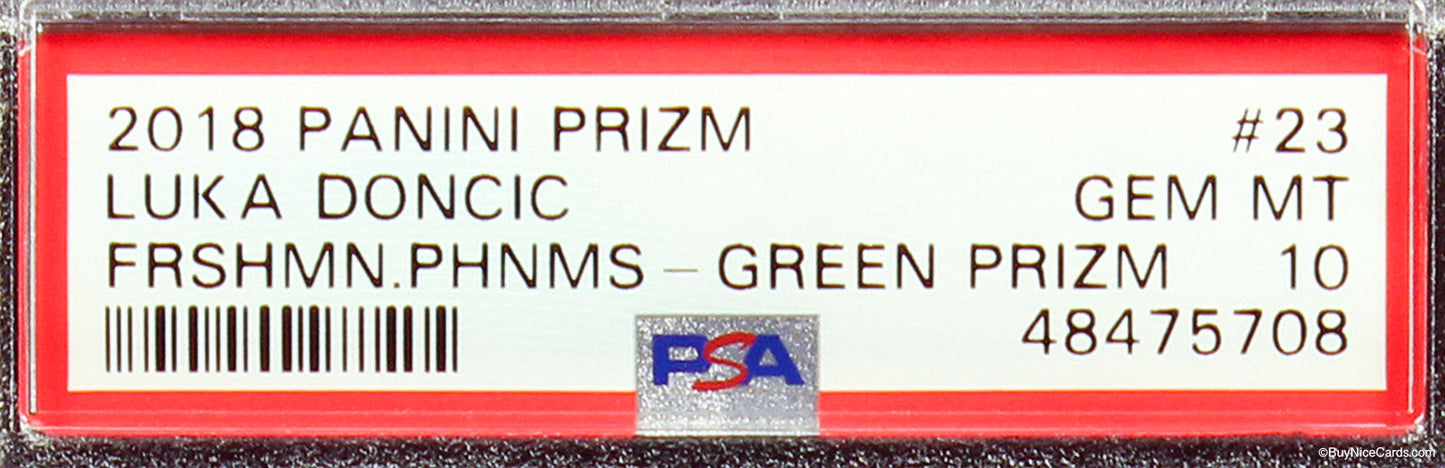 2018 PANINI PRIZM #23
LUKA DONCIC GEM MT
FRSHMN.PHNMS – GREEN PRIZM 10
48475708
PSA
©BuyNiceCards.com